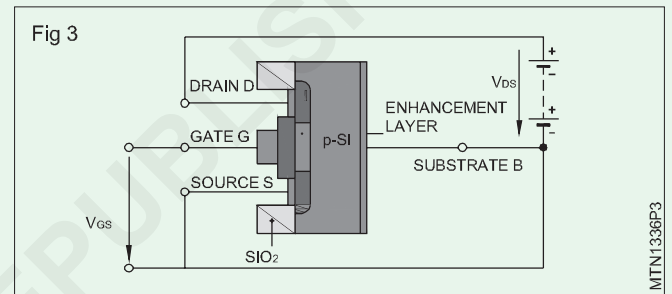 Fig 3
DRAIN D
GATE G
SOURCE S
VGS
SIO2
p-SI
ENHANCEMENT
LAYER
SUBSTRATE B
VDS
+
−
+
−
MTN1336P3